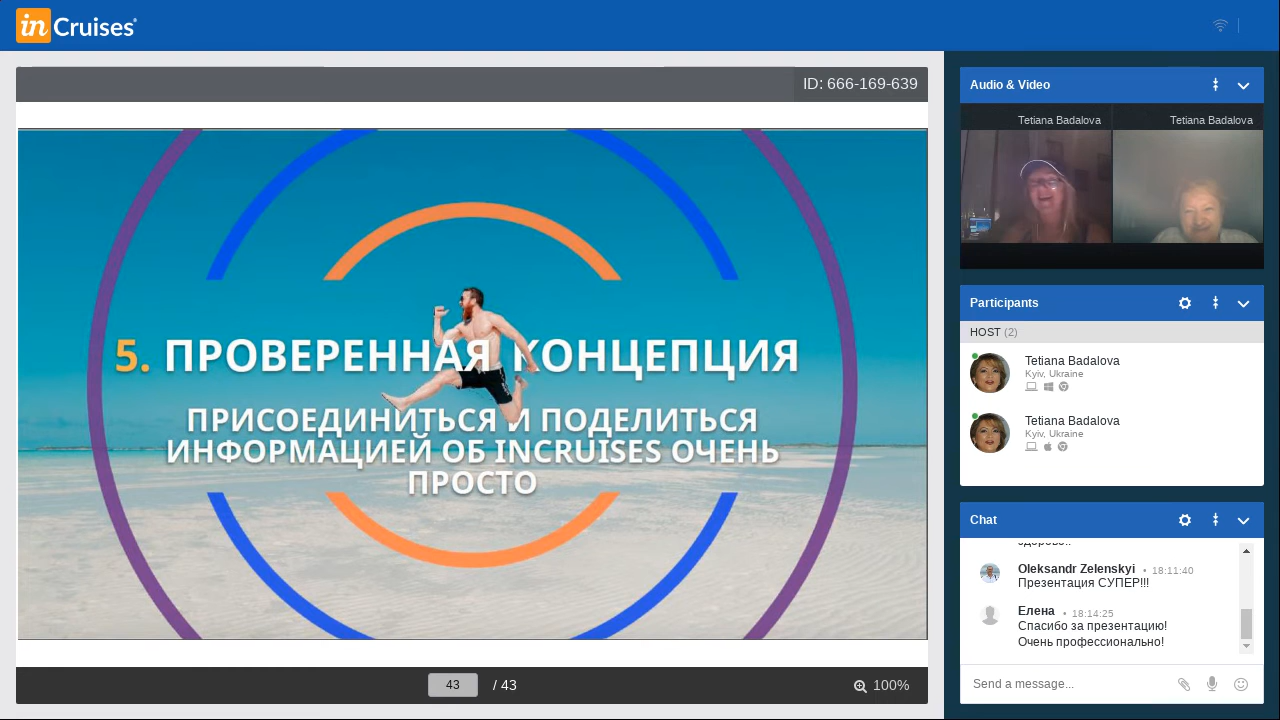 in Cruises®
ID: 666-169-639
5. ПРОВЕРЕННАЯ КОНЦЕПЦИЯ
ПРИСОЕДИНИТЬСЯ И ПОДЕЛИТЬСЯ
ИНФОРМАЦИЕЙ ОБ INCRUISES ОЧЕНЬ
ПРОСТО
43 / 43
100%
Audio & Video
Tetiana Badalova
Tetiana Badalova
Participants
HOST (2)
Tetiana Badalova
Kyiv, Ukraine
Tetiana Badalova
Kyiv, Ukraine
Chat
Oleksandr Zelenskyi • 18:11:40
Презентация СУПЕР!!!
Елена • 18:14:25
Спасибо за презентацию!
Очень профессионально!
Send a message...